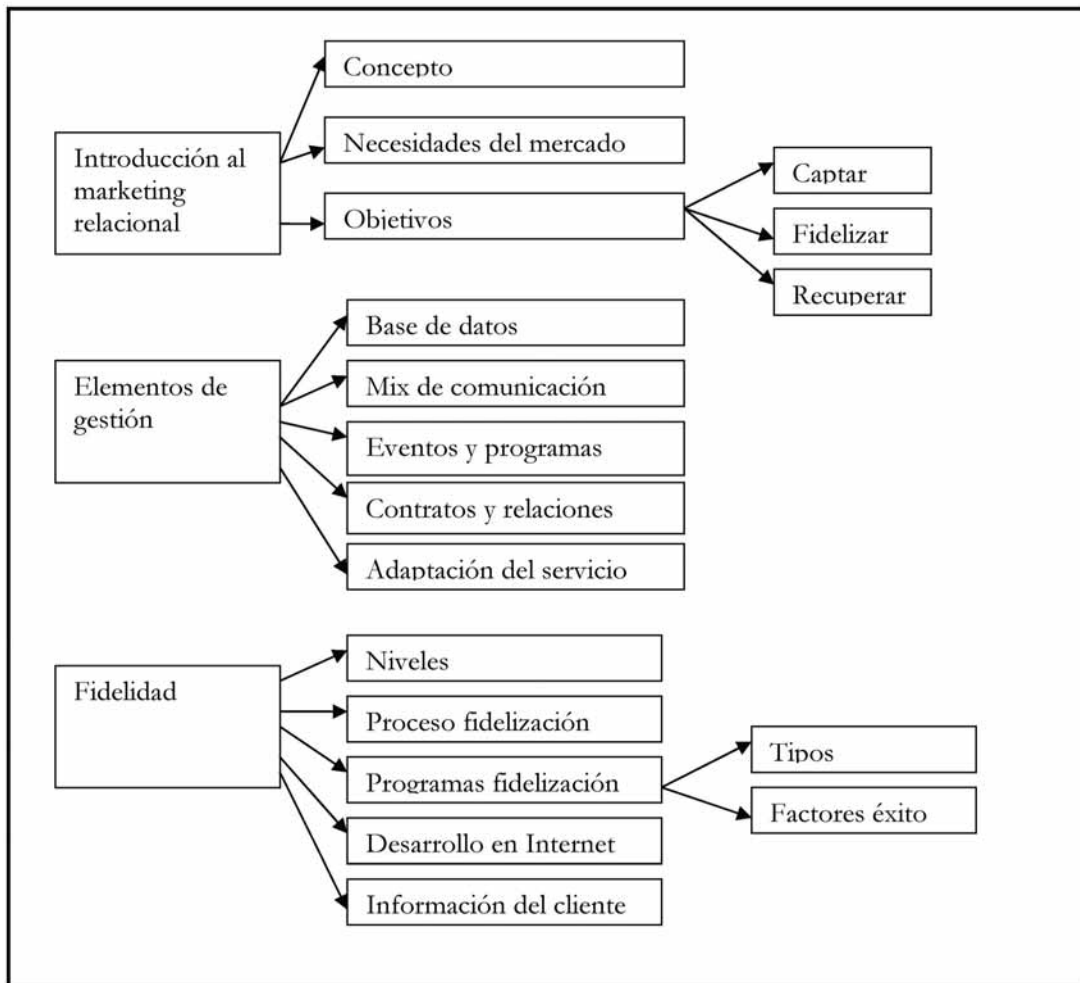 Concepto
Introducción al
marketing
relacional
Necesidades del mercado
Objetivos
Captar
Fidelizar
Recuperar
Elementos de
gestión
Base de datos
Mix de comunicación
Eventos y programas
Contratos y relaciones
Adaptación del servicio
Fidelidad
Niveles
Proceso fidelización
Programas fidelización
Tipos
Factores éxito
Desarrollo en Internet
Información del cliente